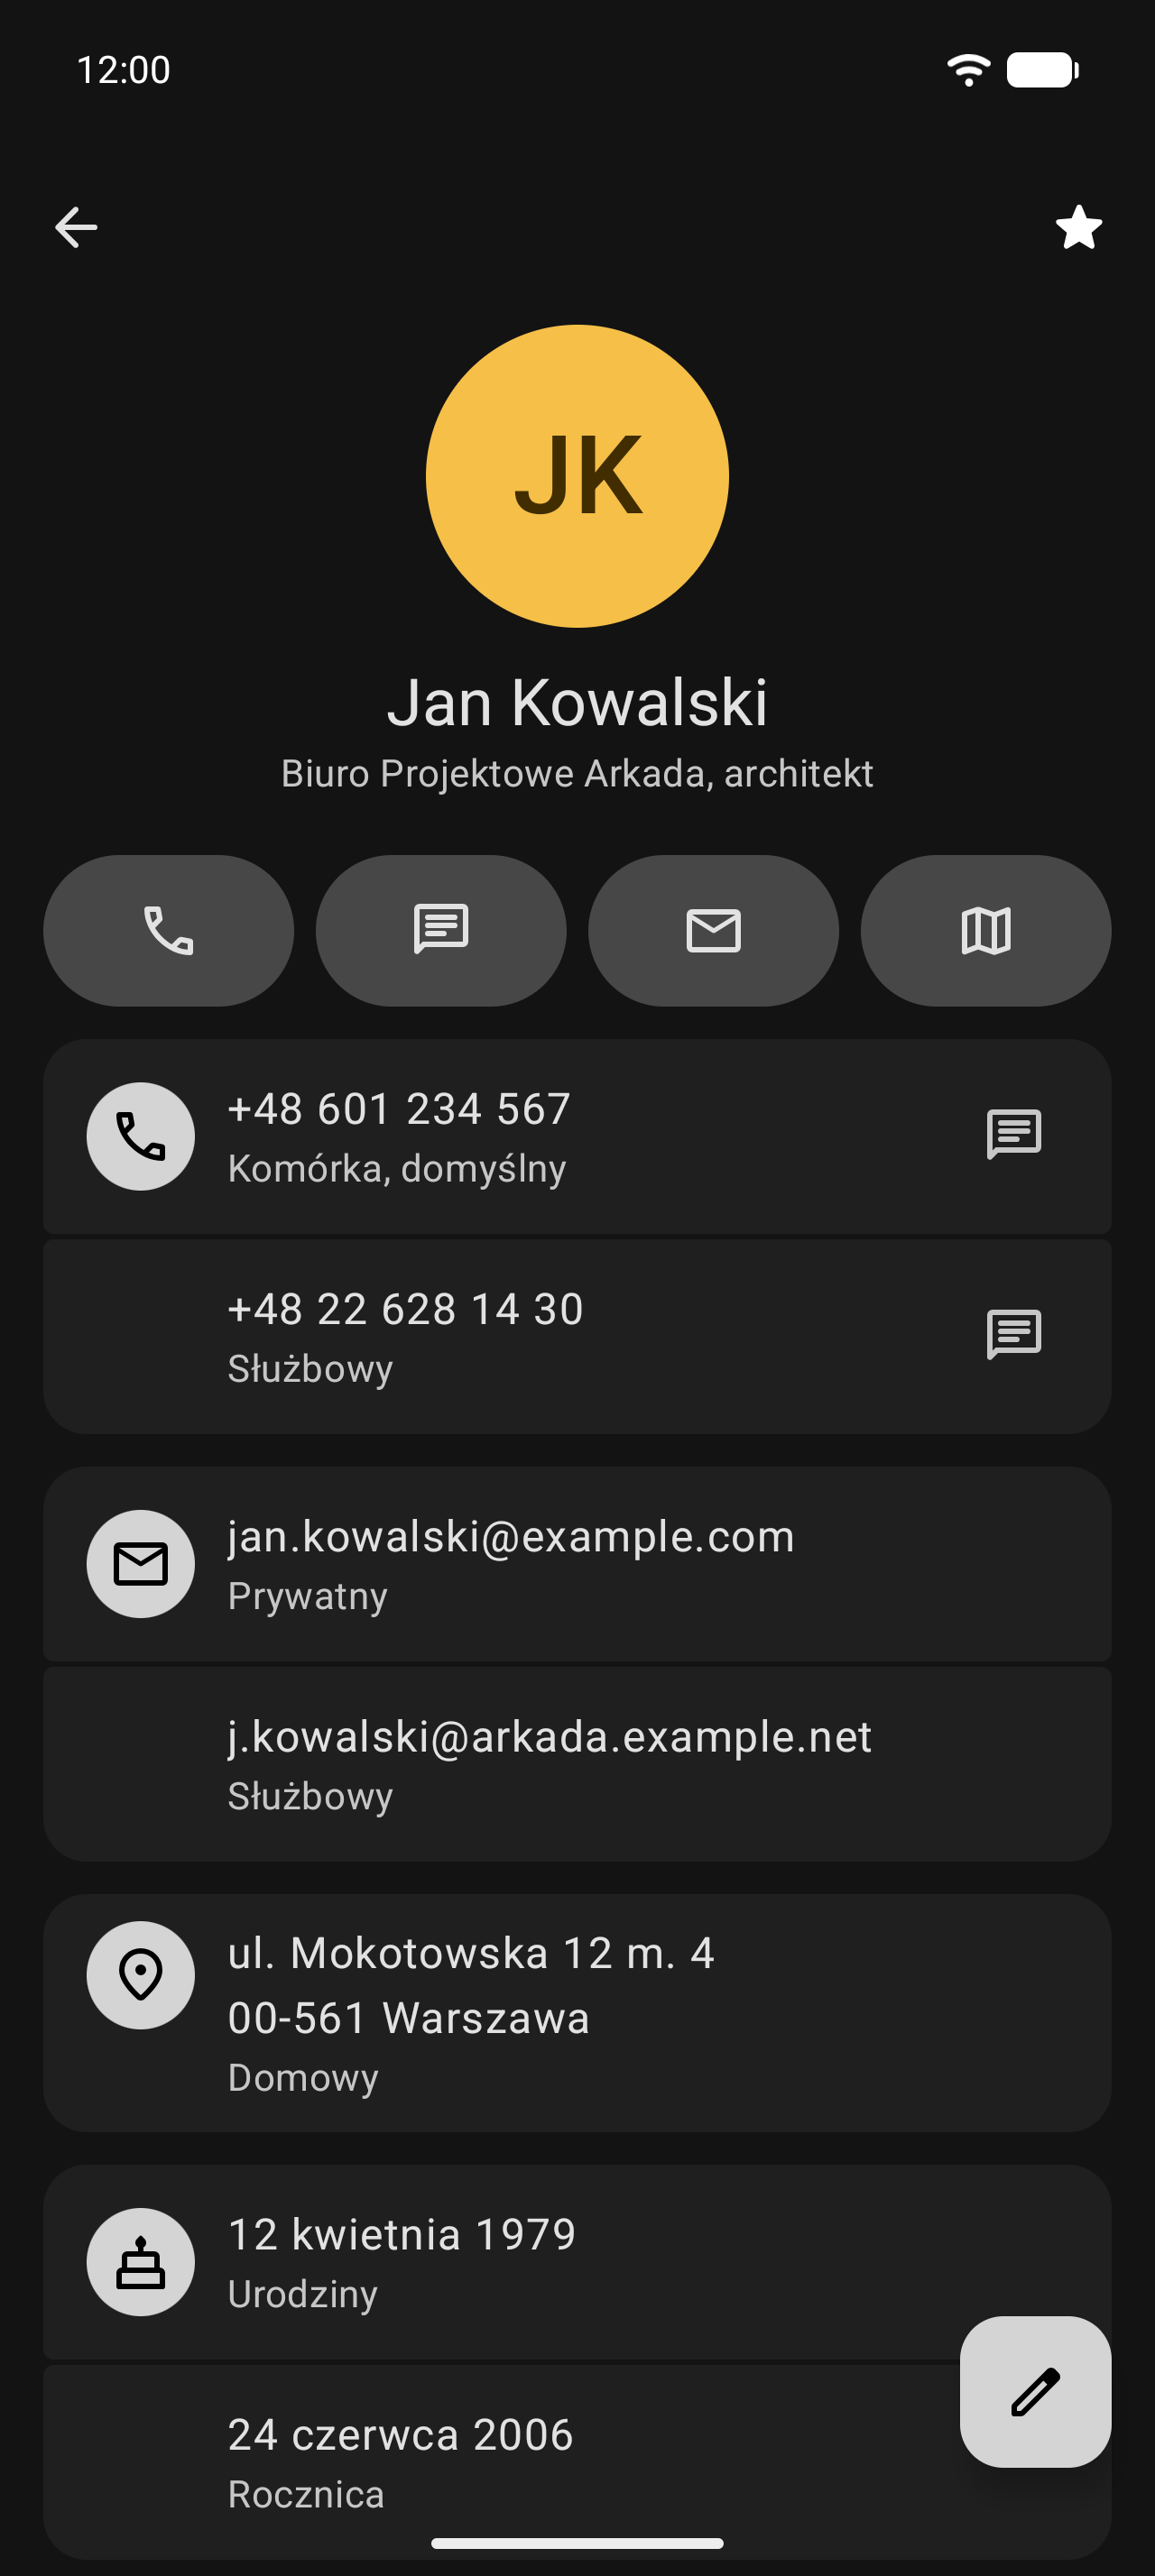 12:00
JK
Jan Kowalski
Biuro Projektowe Arkada, architekt
+48 601 234 567
Komórka, domyślny
+48 22 628 14 30
Służbowy
jan.kowalski@example.com
Prywatny
j.kowalski@arkada.example.net
Służbowy
ul. Mokotowska 12 m. 4
00-561 Warszawa
Domowy
12 kwietnia 1979
Urodziny
24 czerwca 2006
Rocznica